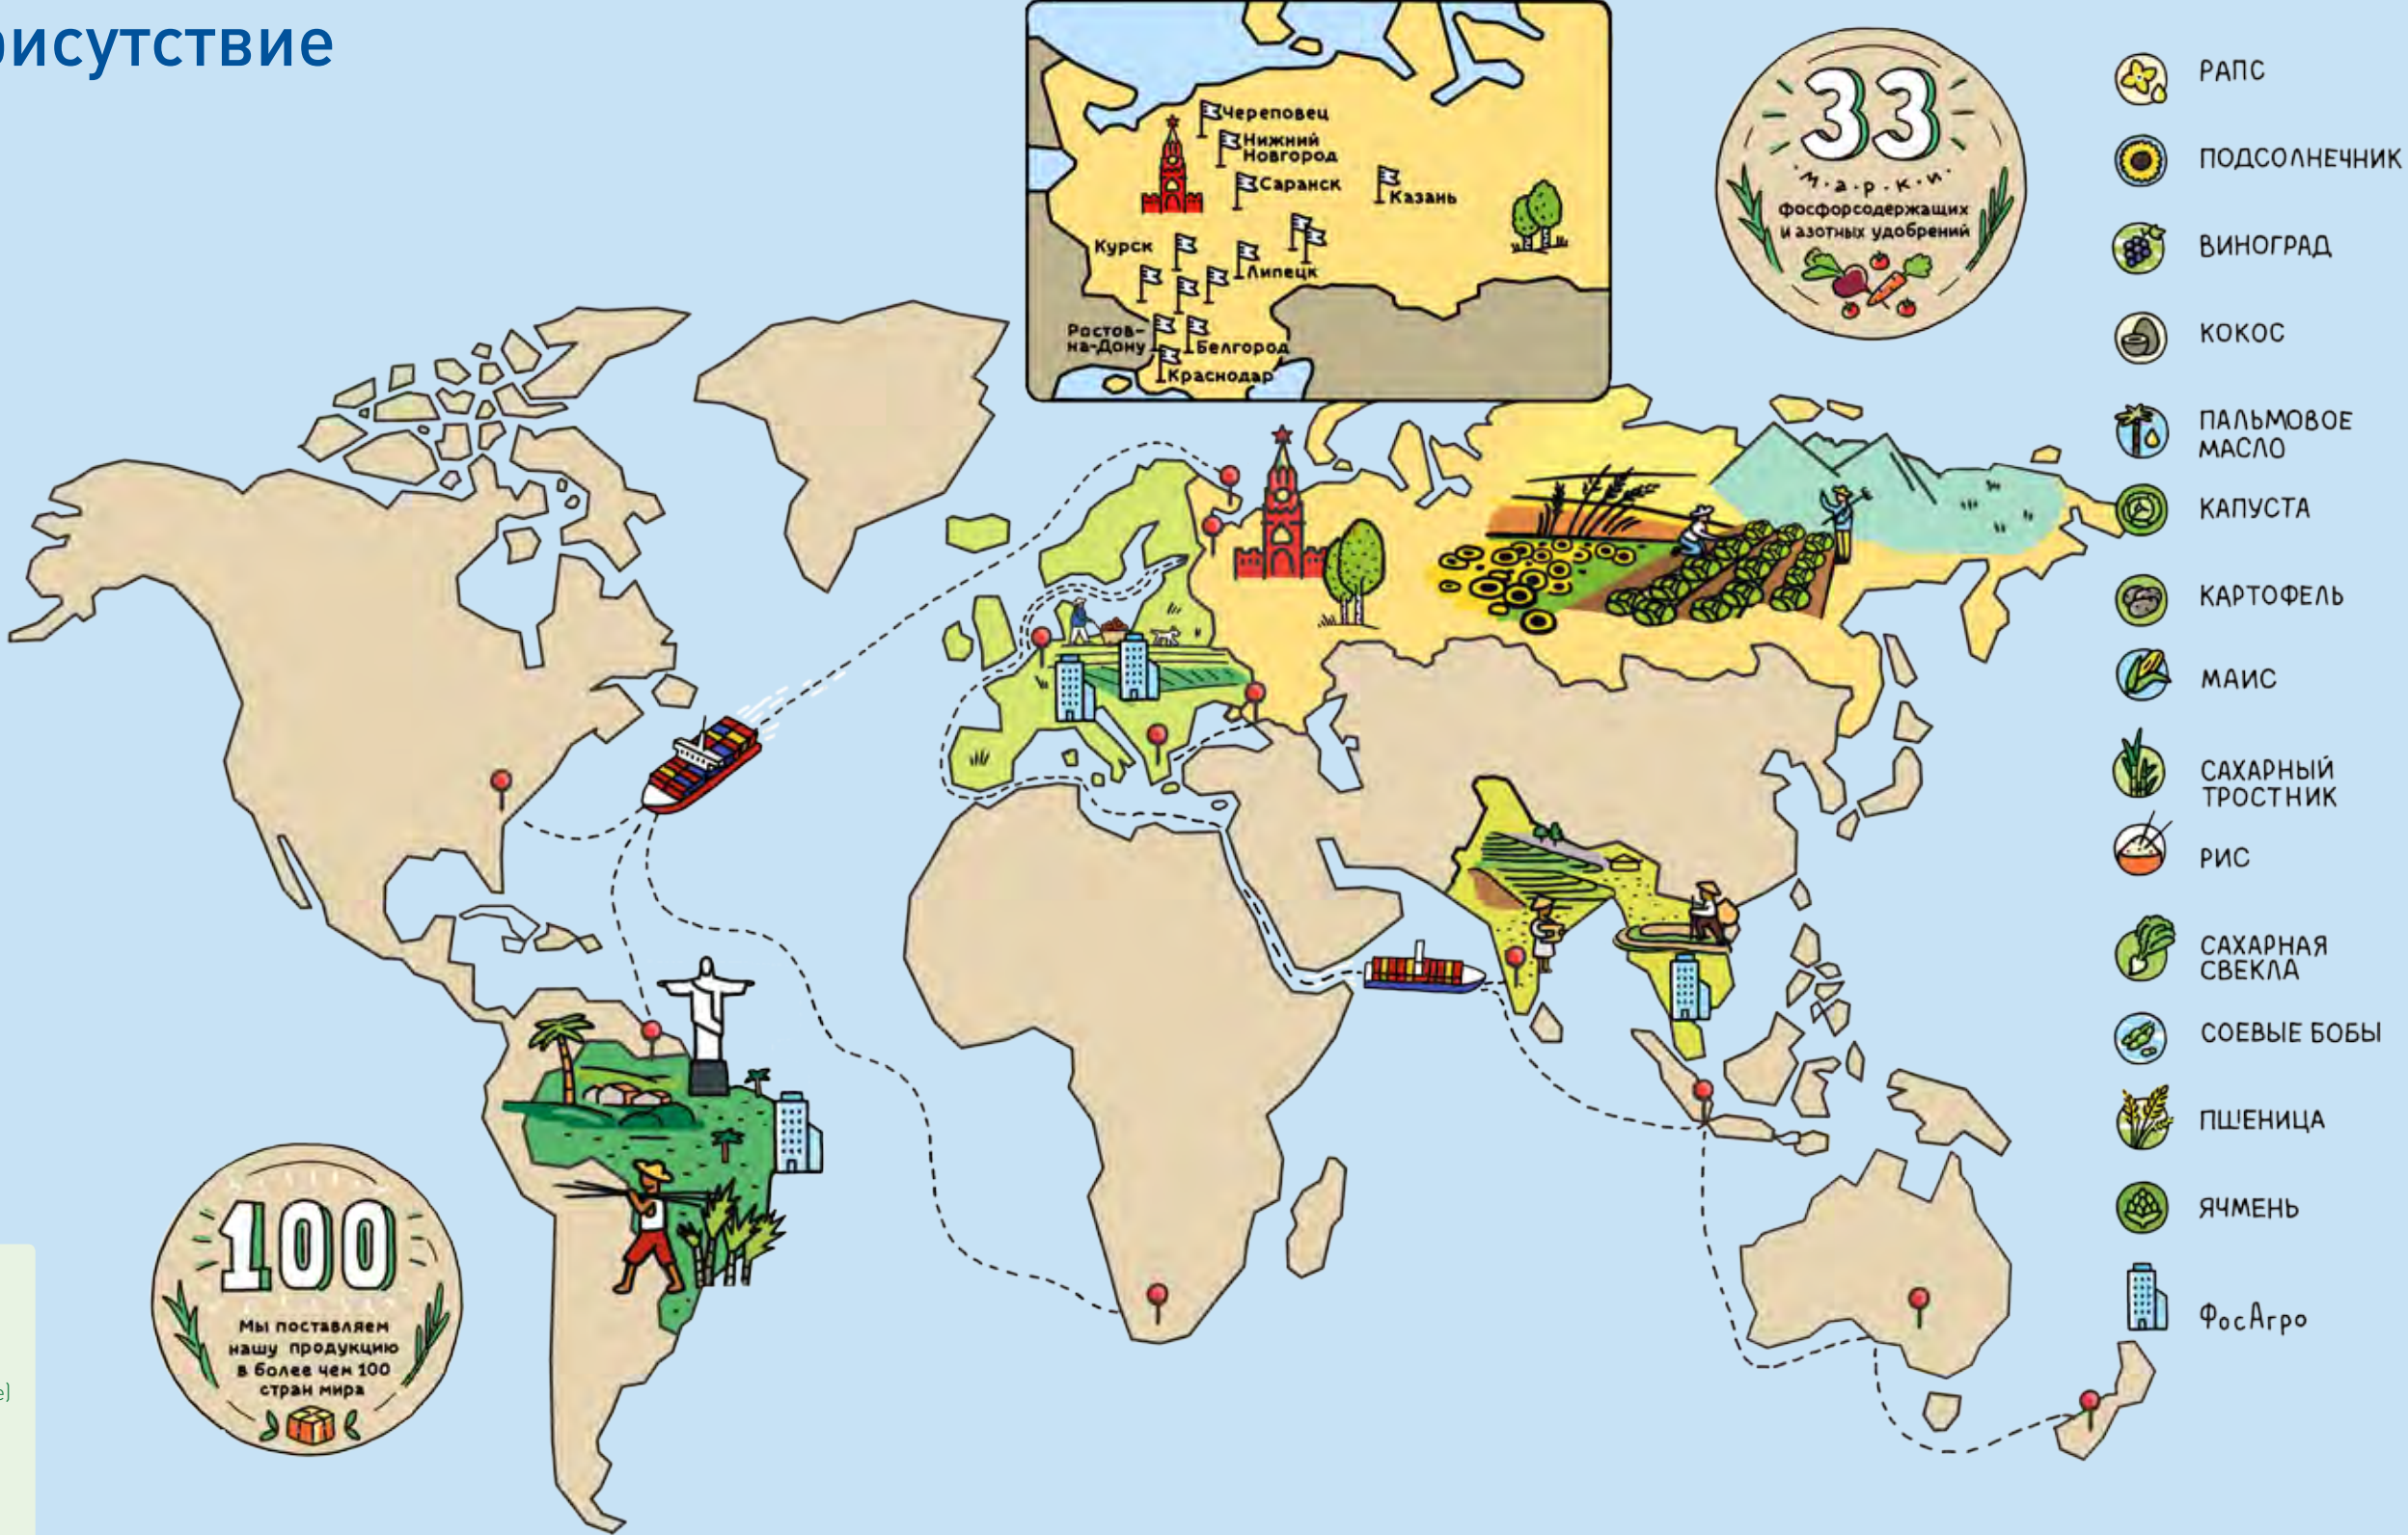 рисутствие
Череповец
Нижний
Новгород
Саранск
Казань
Курск
Липецк
Ростов-
на-Дону
Белгород
Краснодар
33
м·а·р·к·и
фосфорсодержащих
и азотных удобрений
РАПС
ПОДСОЛНЕЧНИК
ВИНОГРАД
КОКОС
ПАЛЬМОВОЕ
МАСЛО
КАПУСТА
КАРТОФЕЛЬ
МАИС
САХАРНЫЙ
ТРОСТНИК
РИС
САХАРНАЯ
СВЕКЛА
СОЕВЫЕ БОБЫ
ПШЕНИЦА
ЯЧМЕНЬ
ФосАгро
100
Мы поставляем
нашу продукцию
в более чем 100
стран мира
е)